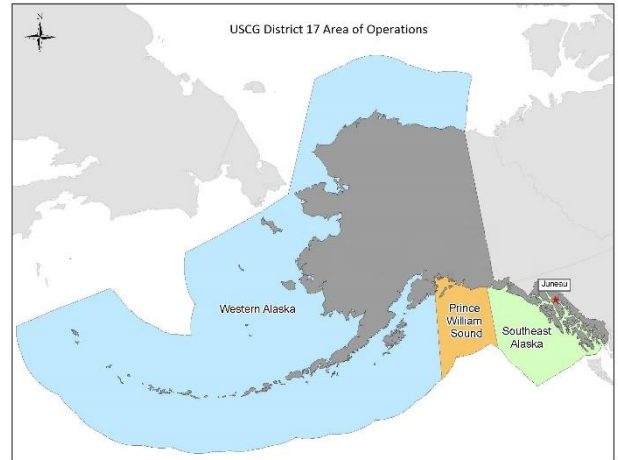 USCG District 17 Area of Operations
N
Juneau
Western Alaska
Prince
William
Sound
Southeast
Alaska